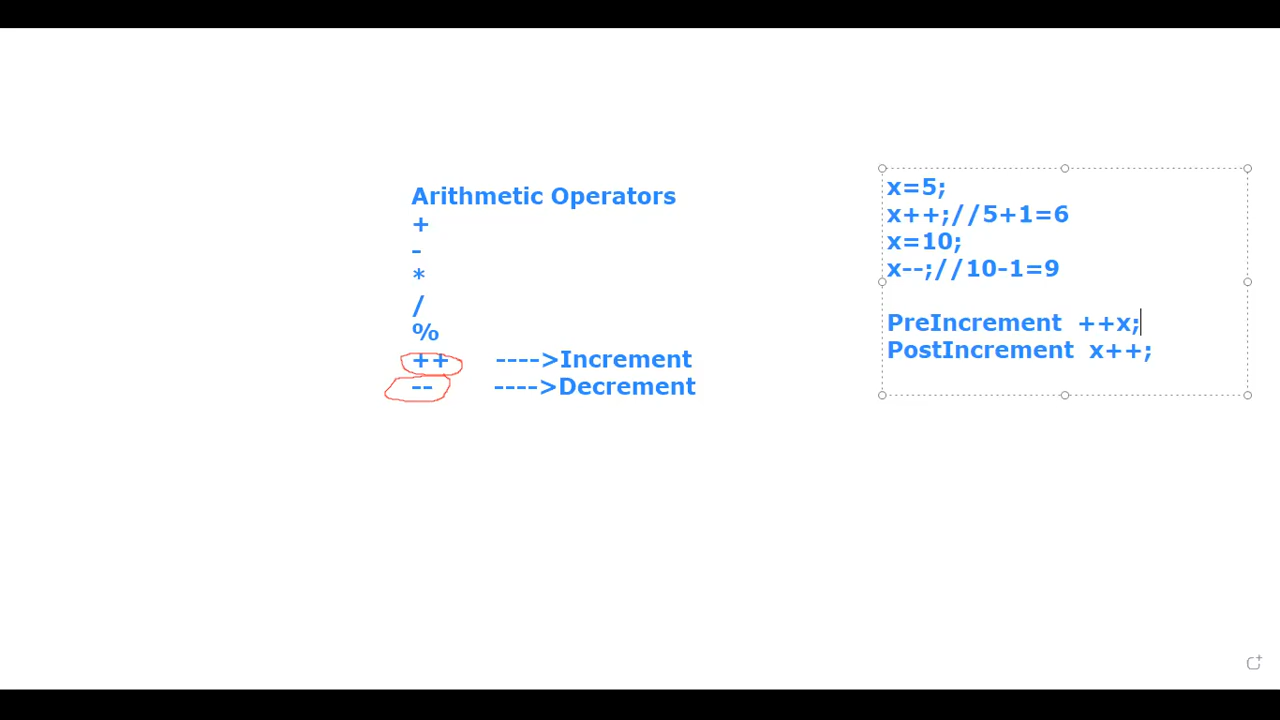 Arithmetic Operators
+
-
*
/
%
++ ---->Increment
-- ---->Decrement
x=5;
x++;//5+1=6
x=10;
x--;//10-1=9
PreIncrement ++x;
PostIncrement x++;